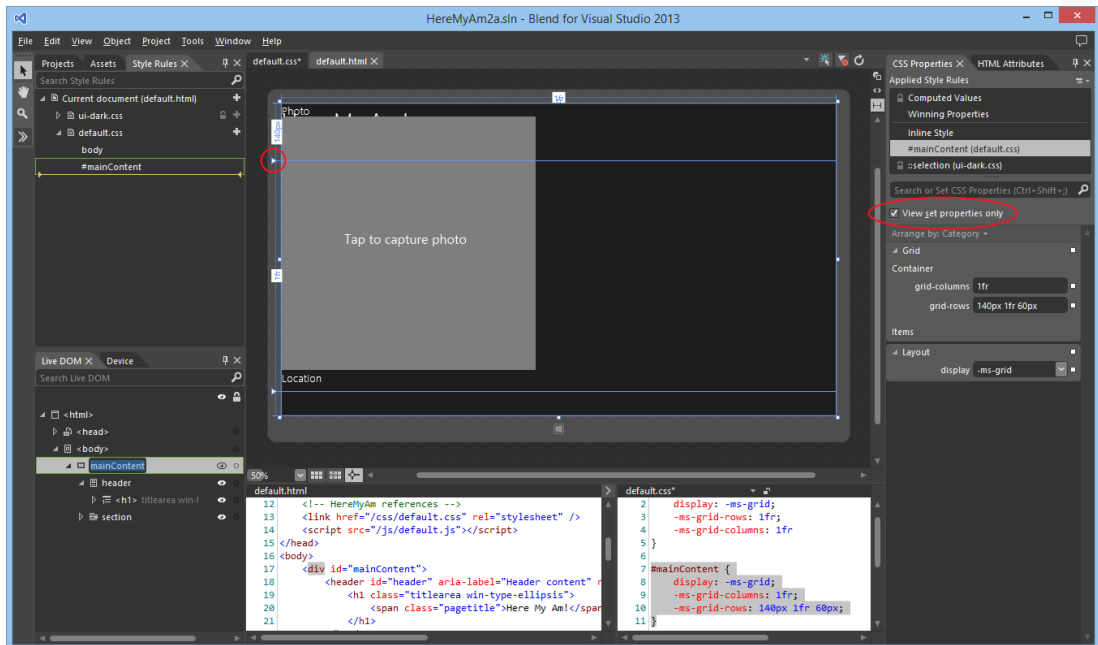 HereMyAm2a.sln - Blend for Visual Studio 2013
File Edit View Object Project Tools Window Help
Projects Assets Style Rules
Search Style Rules
Current document (default.html)
ui-dark.css
default.css
body
#mainContent
Live DOM Device
Search Live DOM
<html>
<head>
<body>
mainContent
header
<h1> titlearea win-l
section
default.css* default.html
1fr
Photo
140px
Tap to capture photo
1fr
Location
50%
default.html
12 <!-- HereMyAm references -->
13 <link href="/css/default.css" rel="stylesheet" />
14 <script src="/js/default.js"></script>
15 </head>
16 <body>
17 <div id="mainContent">
18 <header id="header" aria-label="Header content" r
19 <h1 class="titlearea win-type-ellipsis">
20 <span class="pagetitle">Here My Am!</span
21 </h1>
default.css*
2 display: -ms-grid;
3 -ms-grid-rows: 1fr;
4 -ms-grid-columns: 1fr
5 }
6
7 #mainContent {
8 display: -ms-grid;
9 -ms-grid-columns: 1fr;
10 -ms-grid-rows: 140px 1fr 60px;
11 }
CSS Properties HTML Attributes
Applied Style Rules
Computed Values
Winning Properties
Inline Style
#mainContent (default.css)
::selection (ui-dark.css)
Search or Set CSS Properties (Ctrl+Shift+;)
View set properties only
Arrange by: Category
Grid
Container
grid-columns 1fr
grid-rows 140px 1fr 60px
Items
Layout
display -ms-grid